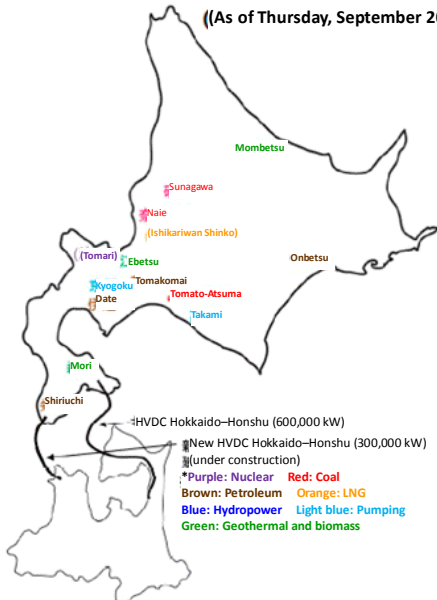 ((As of Thursday, September 20
Mombetsu
Sunagawa
Naie
(Ishikariwan Shinko)
(Tomari)
Ebetsu
Onbetsu
Tomakomai
Kyogoku
Date
Tomato-Atsuma
Takami
Mori
Shiriuchi
HVDC Hokkaido–Honshu (600,000 kW)
New HVDC Hokkaido–Honshu (300,000 kW)
(under construction)
*Purple: Nuclear Red: Coal
Brown: Petroleum Orange: LNG
Blue: Hydropower Light blue: Pumping
Green: Geothermal and biomass